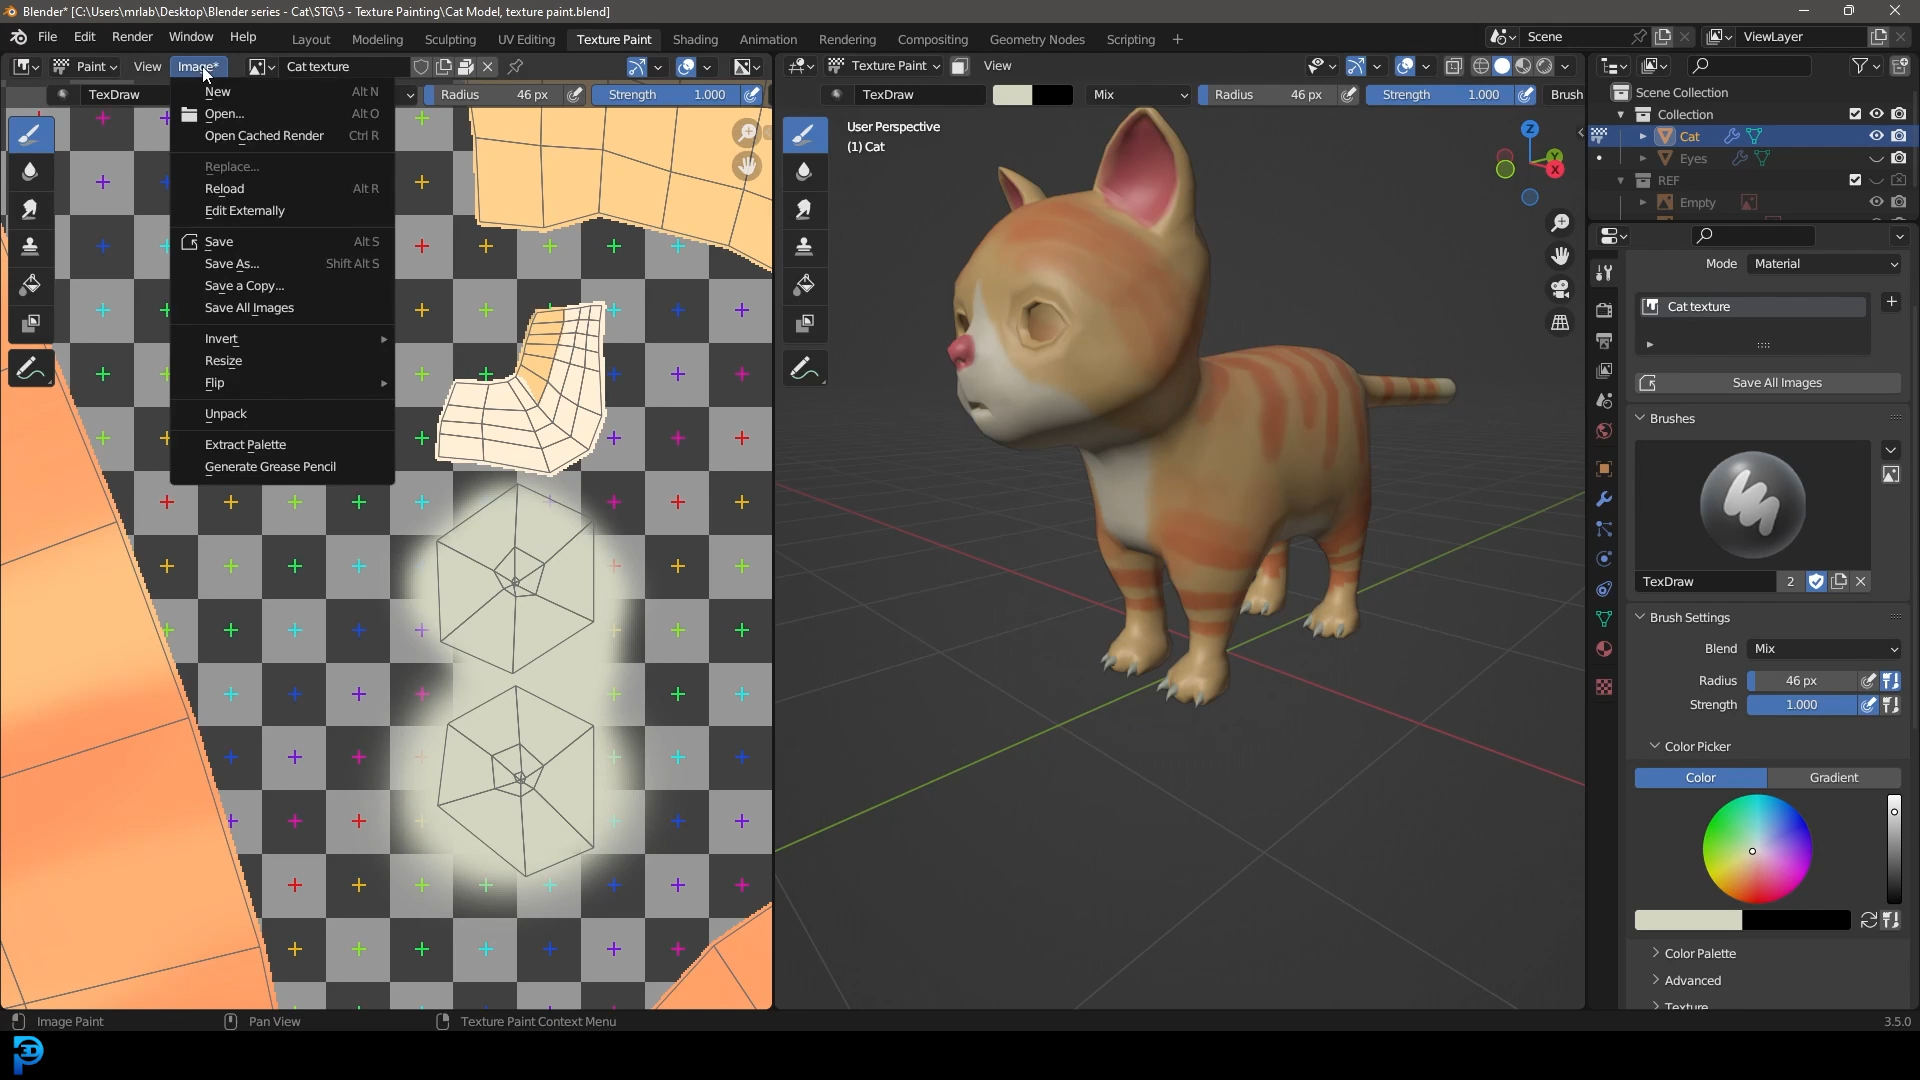 Blender* [C:\Users\mrlab\Desktop\Blender series - Cat\STG\5 - Texture Painting\Cat Model, texture paint.blend]
File Edit Render Window Help Layout Modeling Sculpting UV Editing Texture Paint Shading Animation Rendering Compositing Geometry Nodes Scripting + Scene ViewLayer
Paint View Image* Cat texture Texture Paint View
TexDraw Radius 46 px Strength 1.000 TexDraw Mix Radius 46 px Strength 1.000 Brush
New Alt N
Open... Alt O
Open Cached Render Ctrl R
Replace...
Reload Alt R
Edit Externally
Save Alt S
Save As... Shift Alt S
Save a Copy...
Save All Images
Invert
Resize
Flip
Unpack
Extract Palette
Generate Grease Pencil
User Perspective
(1) Cat
Z
Y
X
Scene Collection
Collection
Cat
Eyes
REF
Empty
Mode Material
Cat texture
Save All Images
Brushes
TexDraw 2
Brush Settings
Blend Mix
Radius 46 px
Strength 1.000
Color Picker
Color Gradient
Color Palette
Advanced
Texture
Image Paint Pan View Texture Paint Context Menu 3.5.0
3D